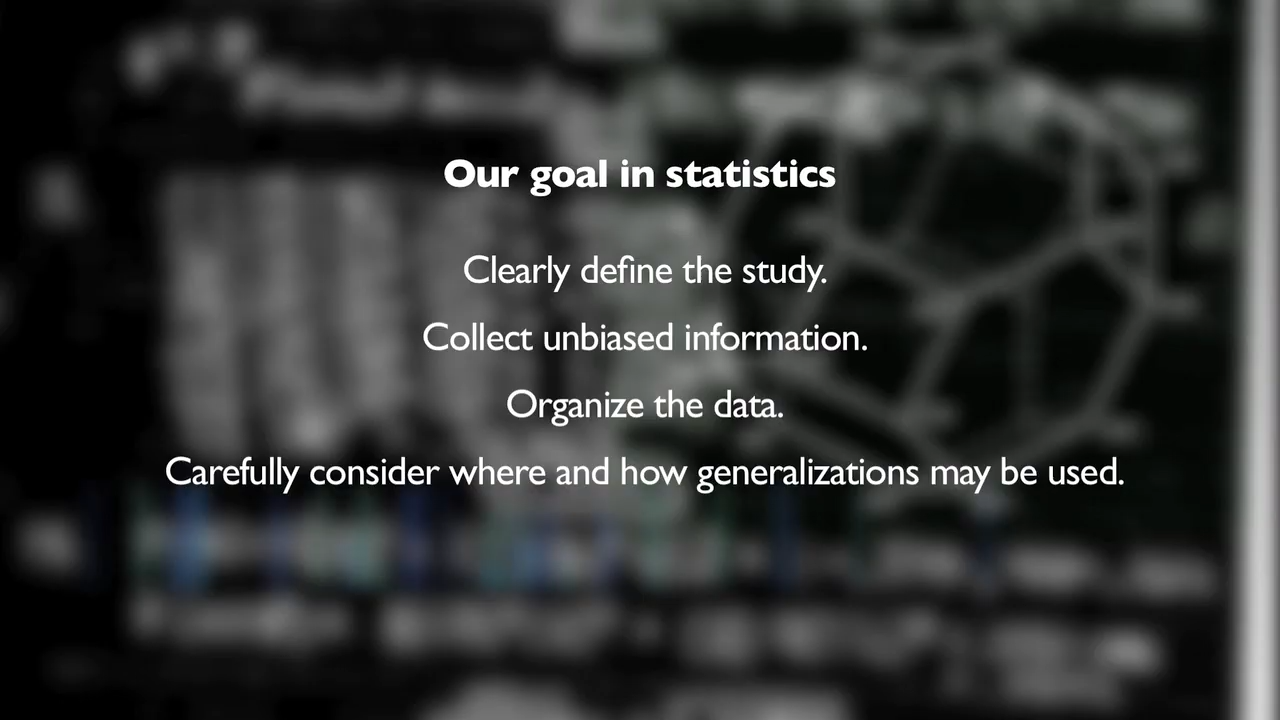 Our goal in statistics
Clearly define the study.
Collect unbiased information.
Organize the data.
Carefully consider where and how generalizations may be used.